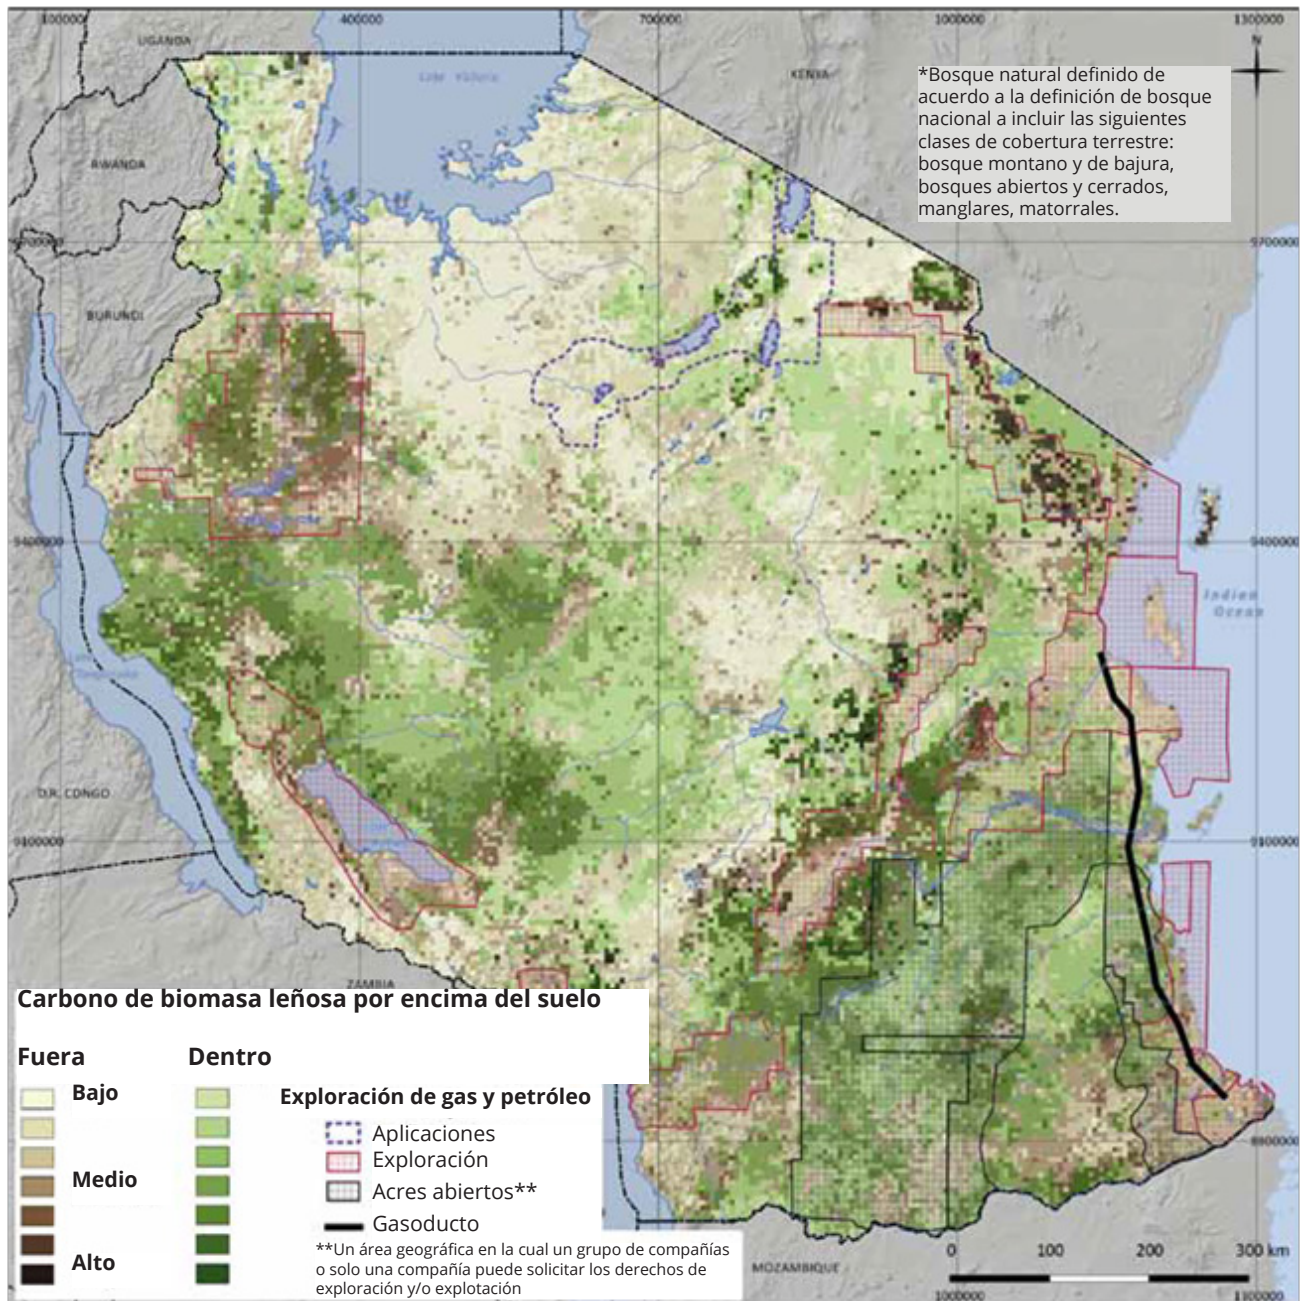 100000
400000
700000
1000000
1300000
UGANDA
Lake Victoria
KENYA
N
*Bosque natural definido de
acuerdo a la definición de bosque
nacional a incluir las siguientes
clases de cobertura terrestre:
bosque montano y de bajura,
bosques abiertos y cerrados,
manglares, matorrales.
RWANDA
9700000
9700000
BURUNDI
9400000
9400000
Indian
Ocean
D.R. CONGO
9100000
9100000
ZAMBIA
Carbono de biomasa leñosa por encima del suelo
Fuera
Dentro
Bajo
Medio
Alto
Exploración de gas y petróleo
Aplicaciones
Exploración
Acres abiertos**
Gasoducto
**Un área geográfica en la cual un grupo de compañías
o solo una compañía puede solicitar los derechos de
exploración y/o explotación
8800000
MOZAMBIQUE
0
100
200
300 km
1000000
1300000